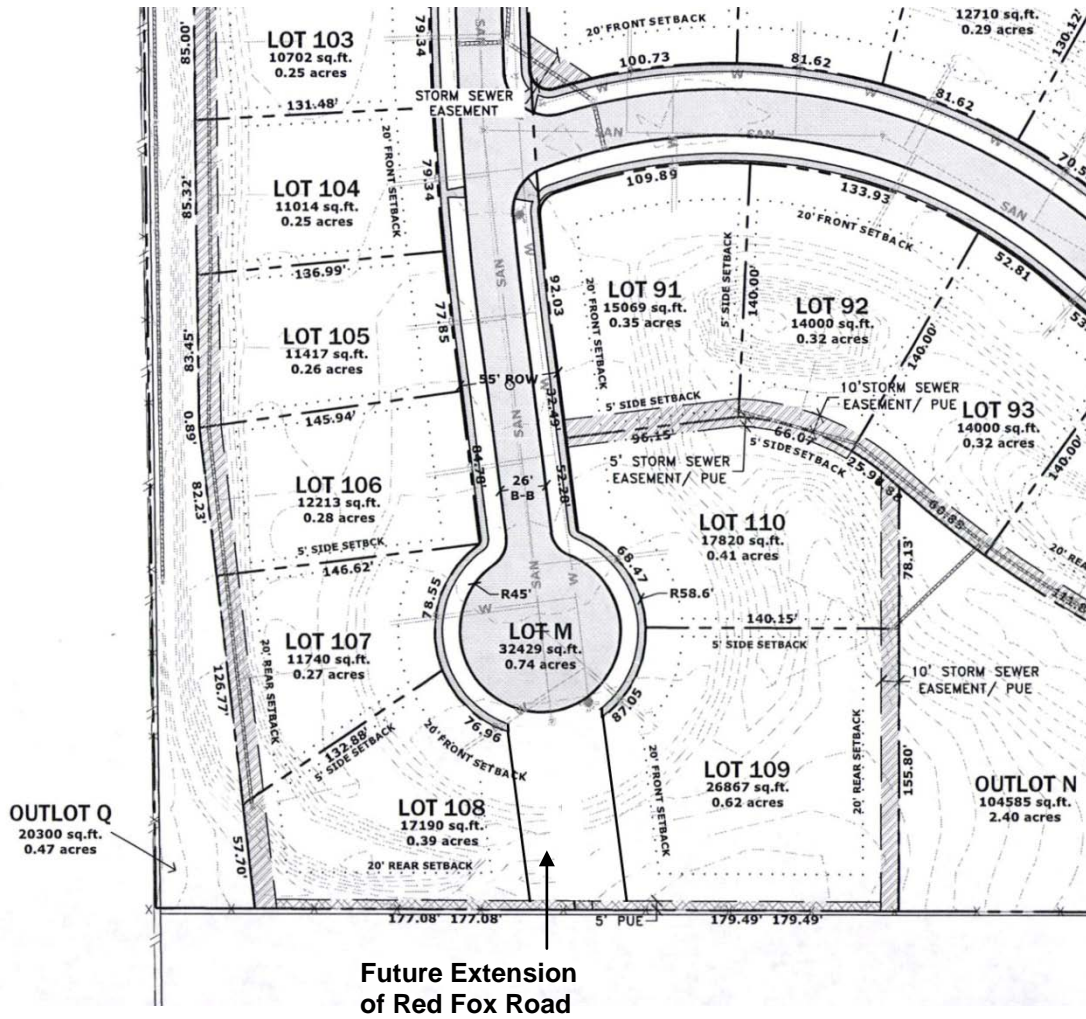 LOT 103
10702 sq.ft.
0.25 acres
85.00'
79.34
131.48'
STORM SEWER
EASEMENT
20' FRONT SETBACK
100.73
81.62
12710 sq.ft.
0.29 acres
130.12'
W
W
81.62
W
SAN
W
SAN
70.5
LOT 104
11014 sq.ft.
0.25 acres
85.32'
20' FRONT SETBACK
79.34
136.99'
109.89
133.93
20' FRONT SETBACK
SAN
52.81
W
SAN
LOT 105
11417 sq.ft.
0.26 acres
83.45'
77.85
92.03
20' FRONT SETBACK
LOT 91
15069 sq.ft.
0.35 acres
5' SIDE SETBACK
140.00'
LOT 92
14000 sq.ft.
0.32 acres
140.00'
53.
0.89'
145.94'
55' ROW
W
32.49'
5' SIDE SETBACK
96.15'
10' STORM SEWER
EASEMENT/ PUE
LOT 93
14000 sq.ft.
0.32 acres
140.00'
66.07
5' SIDE SETBACK
5' STORM SEWER
EASEMENT/ PUE
LOT 106
12213 sq.ft.
0.28 acres
82.23'
84.78'
SAN
26'
B-B
52.28'
60.85
5' SIDE SETBCK
146.62'
LOT 110
17820 sq.ft.
0.41 acres
78.13'
20' REA
111.8
68.47
78.55
R45'
SAN
W
W
R58.6'
LOT M
32429 sq.ft.
0.74 acres
140.15'
5' SIDE SETBACK
LOT 107
11740 sq.ft.
0.27 acres
20' REAR SETBACK
126.77'
10' STORM SEWER
EASEMENT/ PUE
132.88'
5' SIDE SETBACK
76.96
20' FRONT SETBACK
W
87.05
LOT 109
26867 sq.ft.
0.62 acres
20' FRONT SETBACK
20' REAR SETBACK
155.80'
OUTLOT N
104585 sq.ft.
2.40 acres
OUTLOT Q
20300 sq.ft.
0.47 acres
LOT 108
17190 sq.ft.
0.39 acres
57.70'
20' REAR SETBACK
177.08' 177.08'
5' PUE
179.49' 179.49'
Future Extension
of Red Fox Road